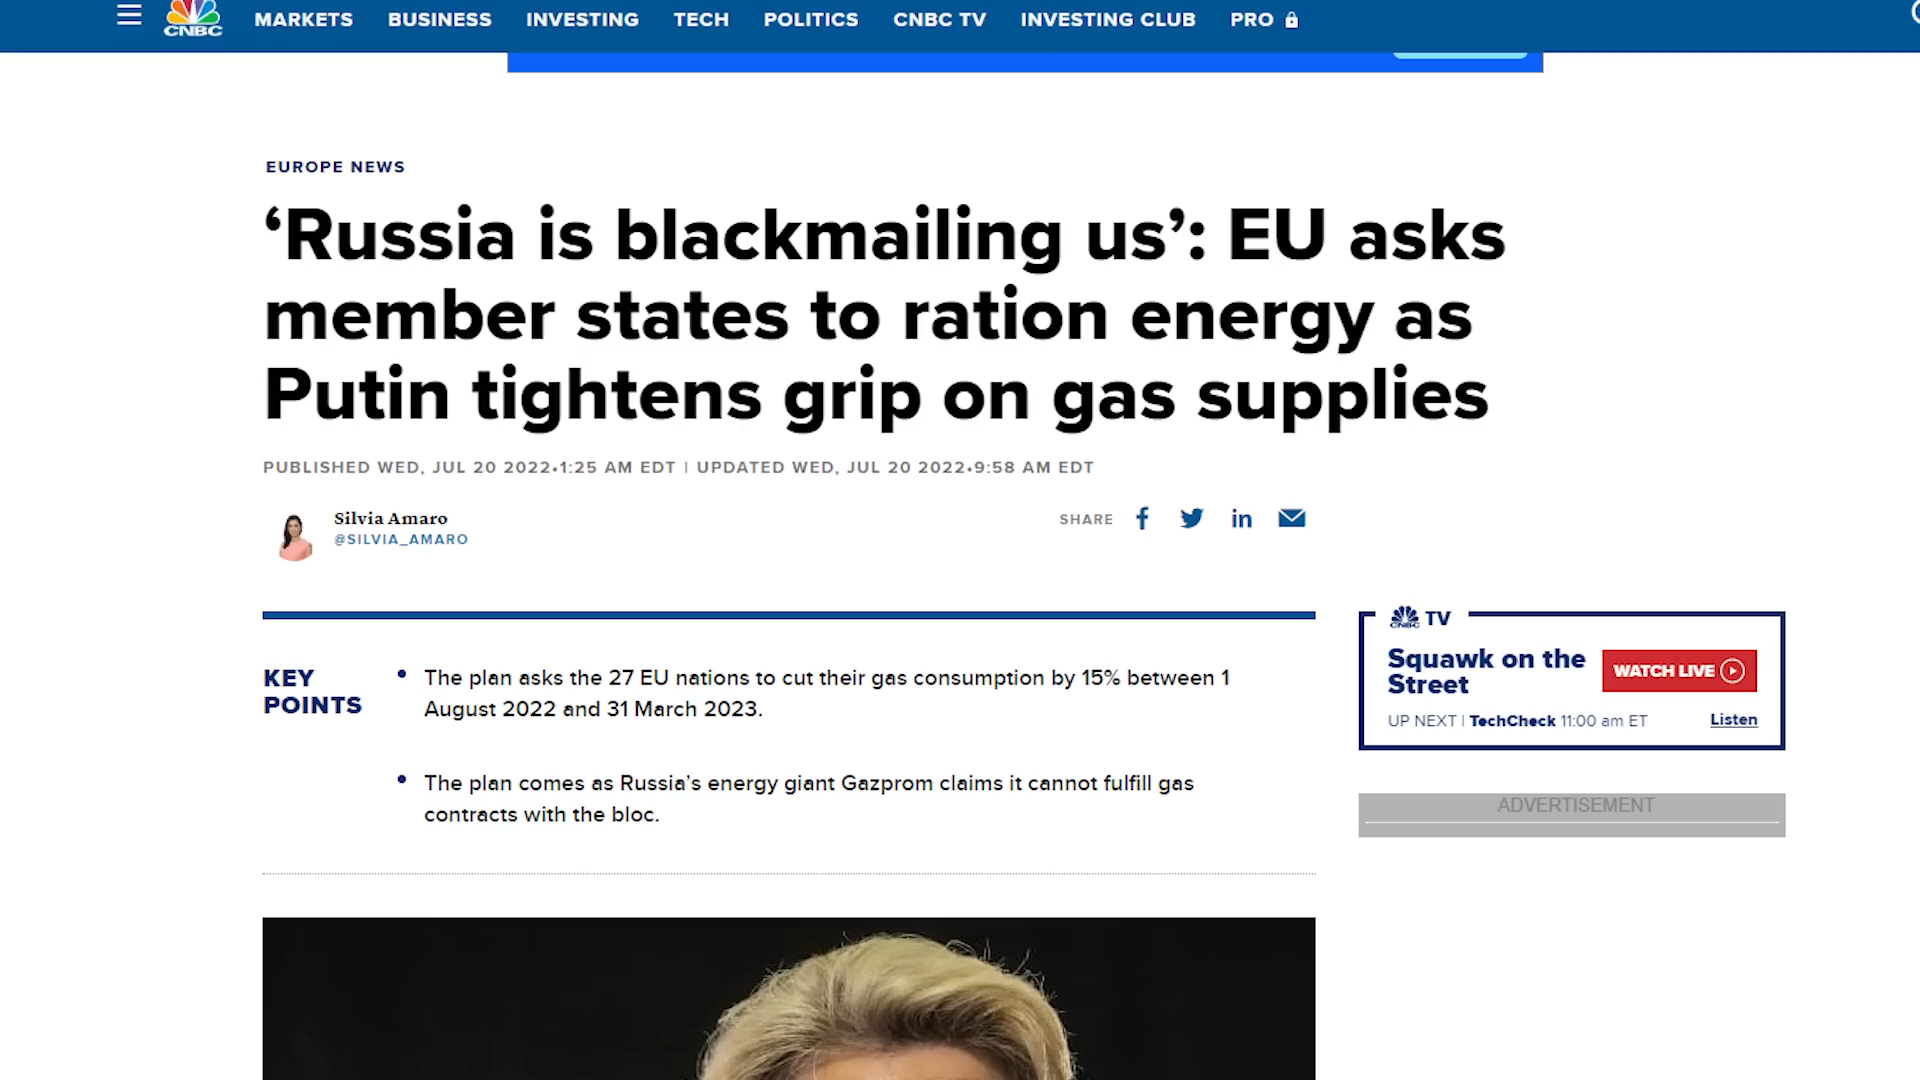 CNBC
MARKETS BUSINESS INVESTING TECH POLITICS CNBC TV INVESTING CLUB PRO
EUROPE NEWS
‘Russia is blackmailing us’: EU asks
member states to ration energy as
Putin tightens grip on gas supplies
PUBLISHED WED, JUL 20 2022•1:25 AM EDT | UPDATED WED, JUL 20 2022•9:58 AM EDT
Silvia Amaro
@SILVIA_AMARO
SHARE
KEY
POINTS
• The plan asks the 27 EU nations to cut their gas consumption by 15% between 1
August 2022 and 31 March 2023.
• The plan comes as Russia’s energy giant Gazprom claims it cannot fulfill gas
contracts with the bloc.
CNBC TV
Squawk on the
Street
WATCH LIVE
UP NEXT | TechCheck 11:00 am ET
Listen
ADVERTISEMENT